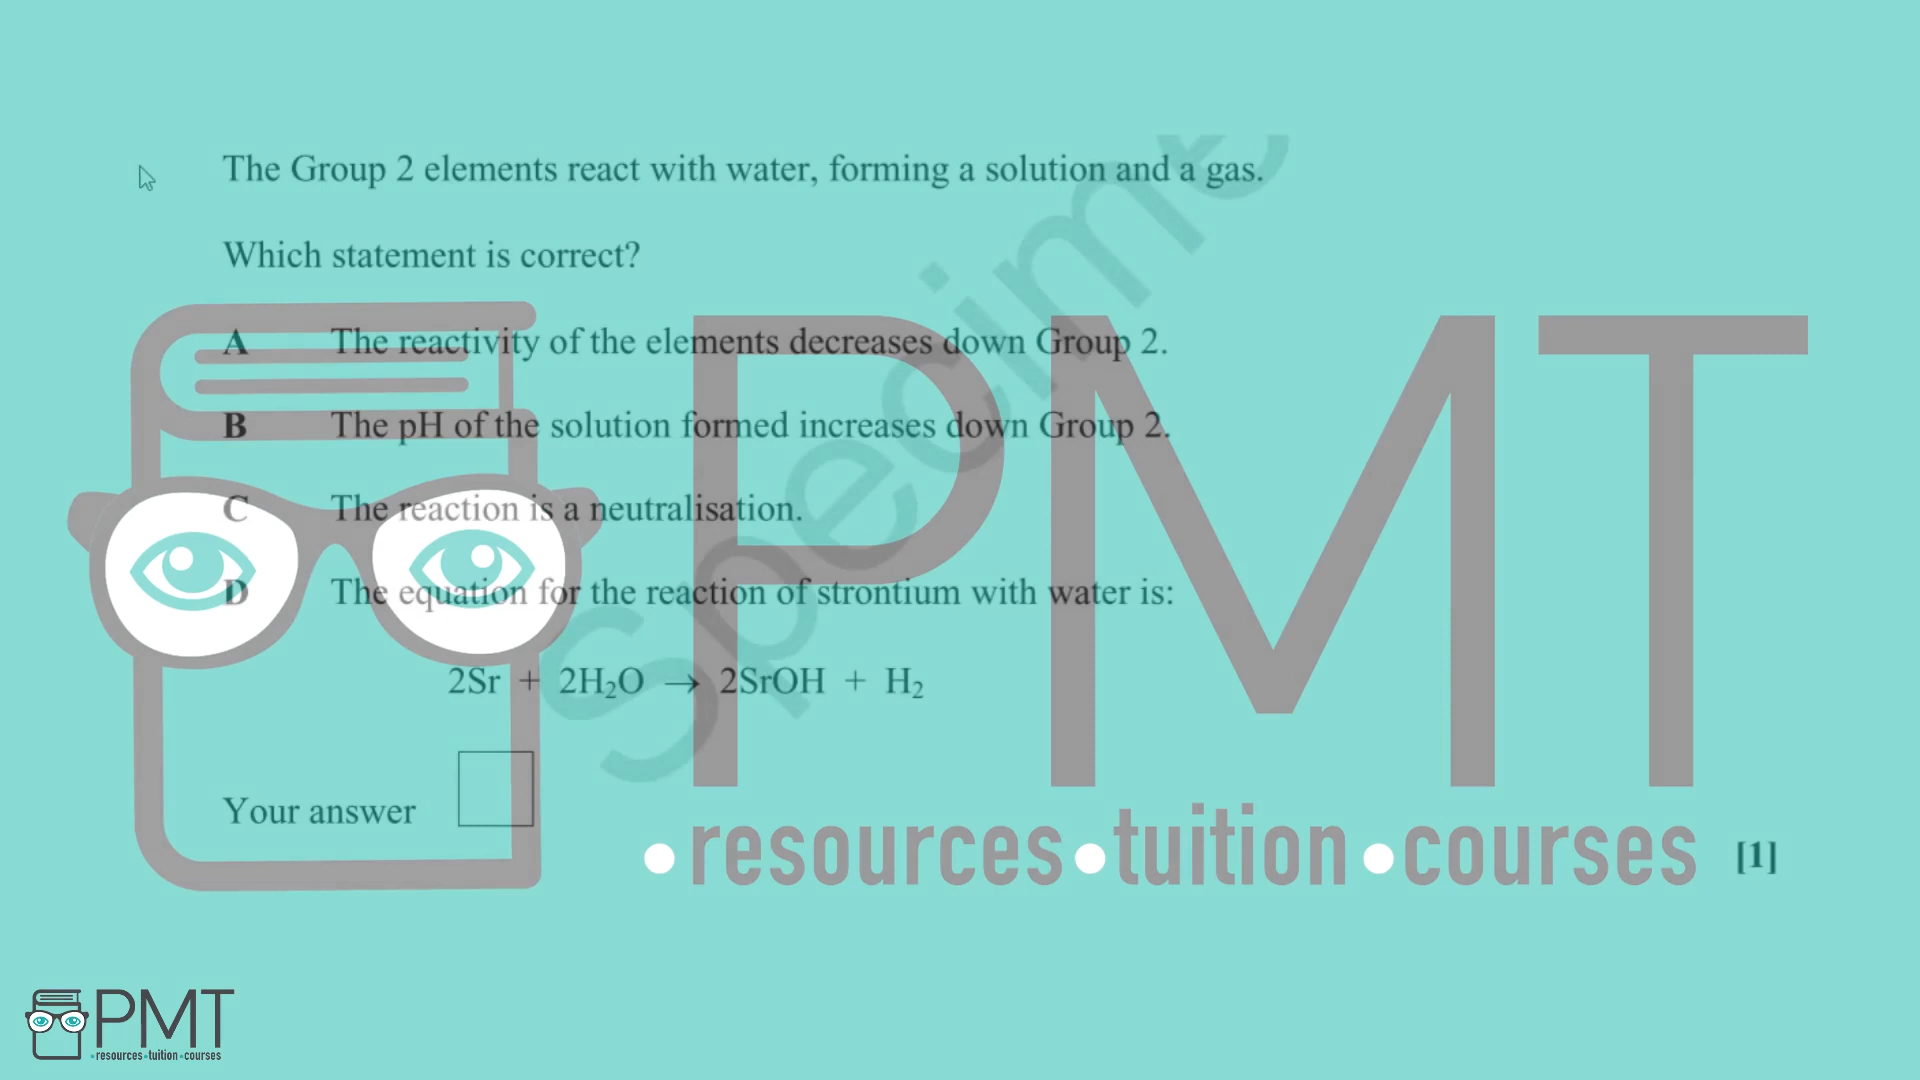 The Group 2 elements react with water, forming a solution and a gas.
Which statement is correct?
A The reactivity of the elements decreases down Group 2.
B The pH of the solution formed increases down Group 2.
C The reaction is a neutralisation.
D The equation for the reaction of strontium with water is:
2Sr + 2H₂O → 2SrOH + H₂
Your answer
[1]
Specime
PMT
•resources•tuition•courses
PMT
•resources•tuition•courses